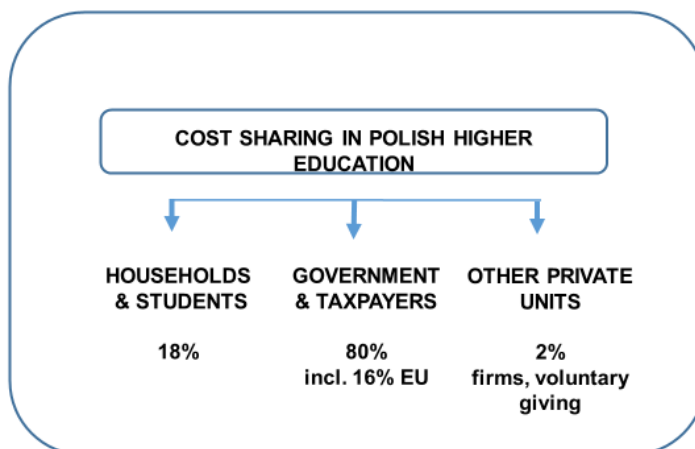 COST SHARING IN POLISH HIGHER
EDUCATION
HOUSEHOLDS
& STUDENTS
18%
GOVERNMENT
& TAXPAYERS
80%
incl. 16% EU
OTHER PRIVATE
UNITS
2%
firms, voluntary
giving